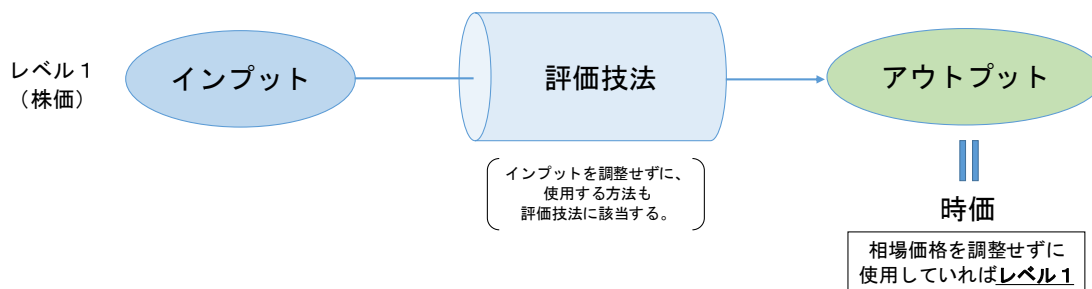 レベル１
（株価）
インプット
評価技法
アウトプット
インプットを調整せずに、
使用する方法も
評価技法に該当する。
時価
相場価格を調整せずに
使用していればレベル１